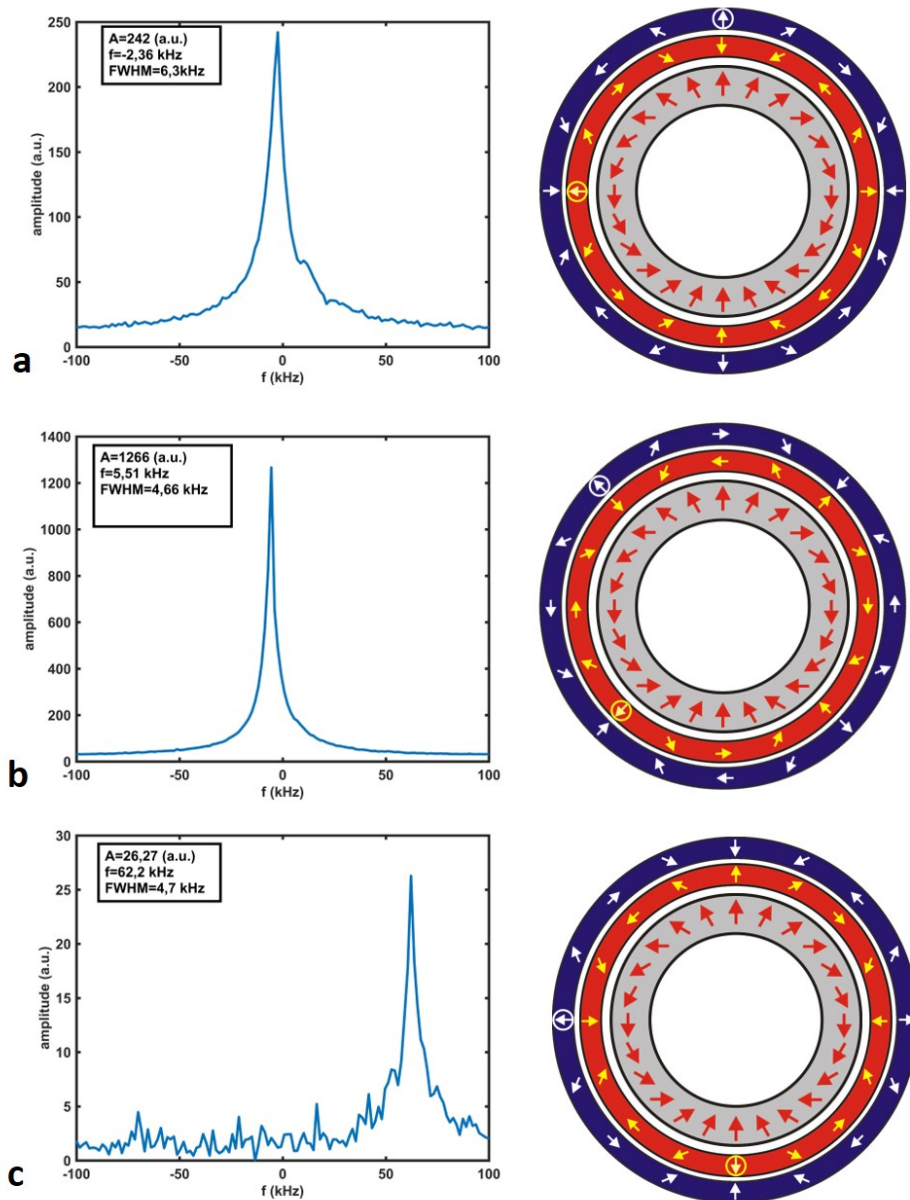 A=242 (a.u.)
f=-2,36 kHz
FWHM=6,3kHz
250
200
150
100
50
0
amplitude (a.u.)
-100 -50 0 50 100
f (kHz)
a
A=1266 (a.u.)
f=5,51 kHz
FWHM=4,66 kHz
1400
1200
1000
800
600
400
200
0
amplitude (a.u.)
-100 -50 0 50 100
f (kHz)
b
A=26,27 (a.u.)
f=62,2 kHz
FWHM=4,7 kHz
30
25
20
15
10
5
0
amplitude (a.u.)
-100 -50 0 50 100
f (kHz)
c